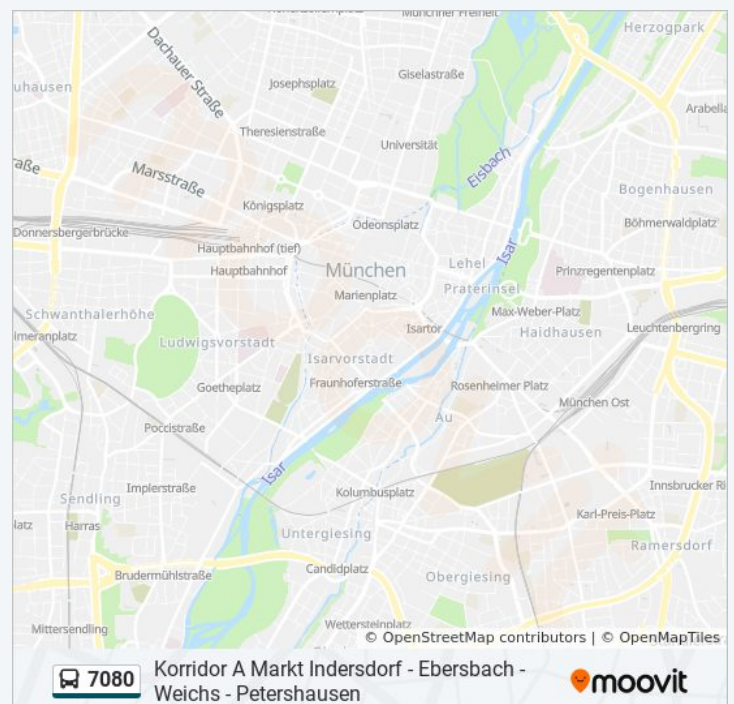 Münchner Freiheit
Herzogpark
Dachauer Straße
Giselastraße
Josephsplatz
uhausen
Arabella
Theresienstraße
Universität
aße
Marsstraße
Eisbach
Bogenhausen
Königsplatz
Odeonsplatz
Böhmerwaldplatz
Donnersbergerbrücke
Hauptbahnhof (tief)
Isar
Lehel
Hauptbahnhof
München
Prinzregentenplatz
Praterinsel
Marienplatz
Schwanthalerhöhe
Max-Weber-Platz
Isartor
Haidhausen
Leuchtenbergring
imeranplatz
Ludwigsvorstadt
Isarvorstadt
Goetheplatz
Fraunhoferstraße
Rosenheimer Platz
München Ost
Au
Poccistraße
Isar
Implerstraße
Kolumbusplatz
Innsbrucker Ri
Sendling
Karl-Preis-Platz
latz
Harras
Untergiesing
Ramersdorf
Brudermühlstraße
Candidplatz
Obergiesing
Mittersendling
Wettersteinplatz
© OpenStreetMap contributors | © OpenMapTiles
7080
Korridor A Markt Indersdorf - Ebersbach -
Weichs - Petershausen
moovit